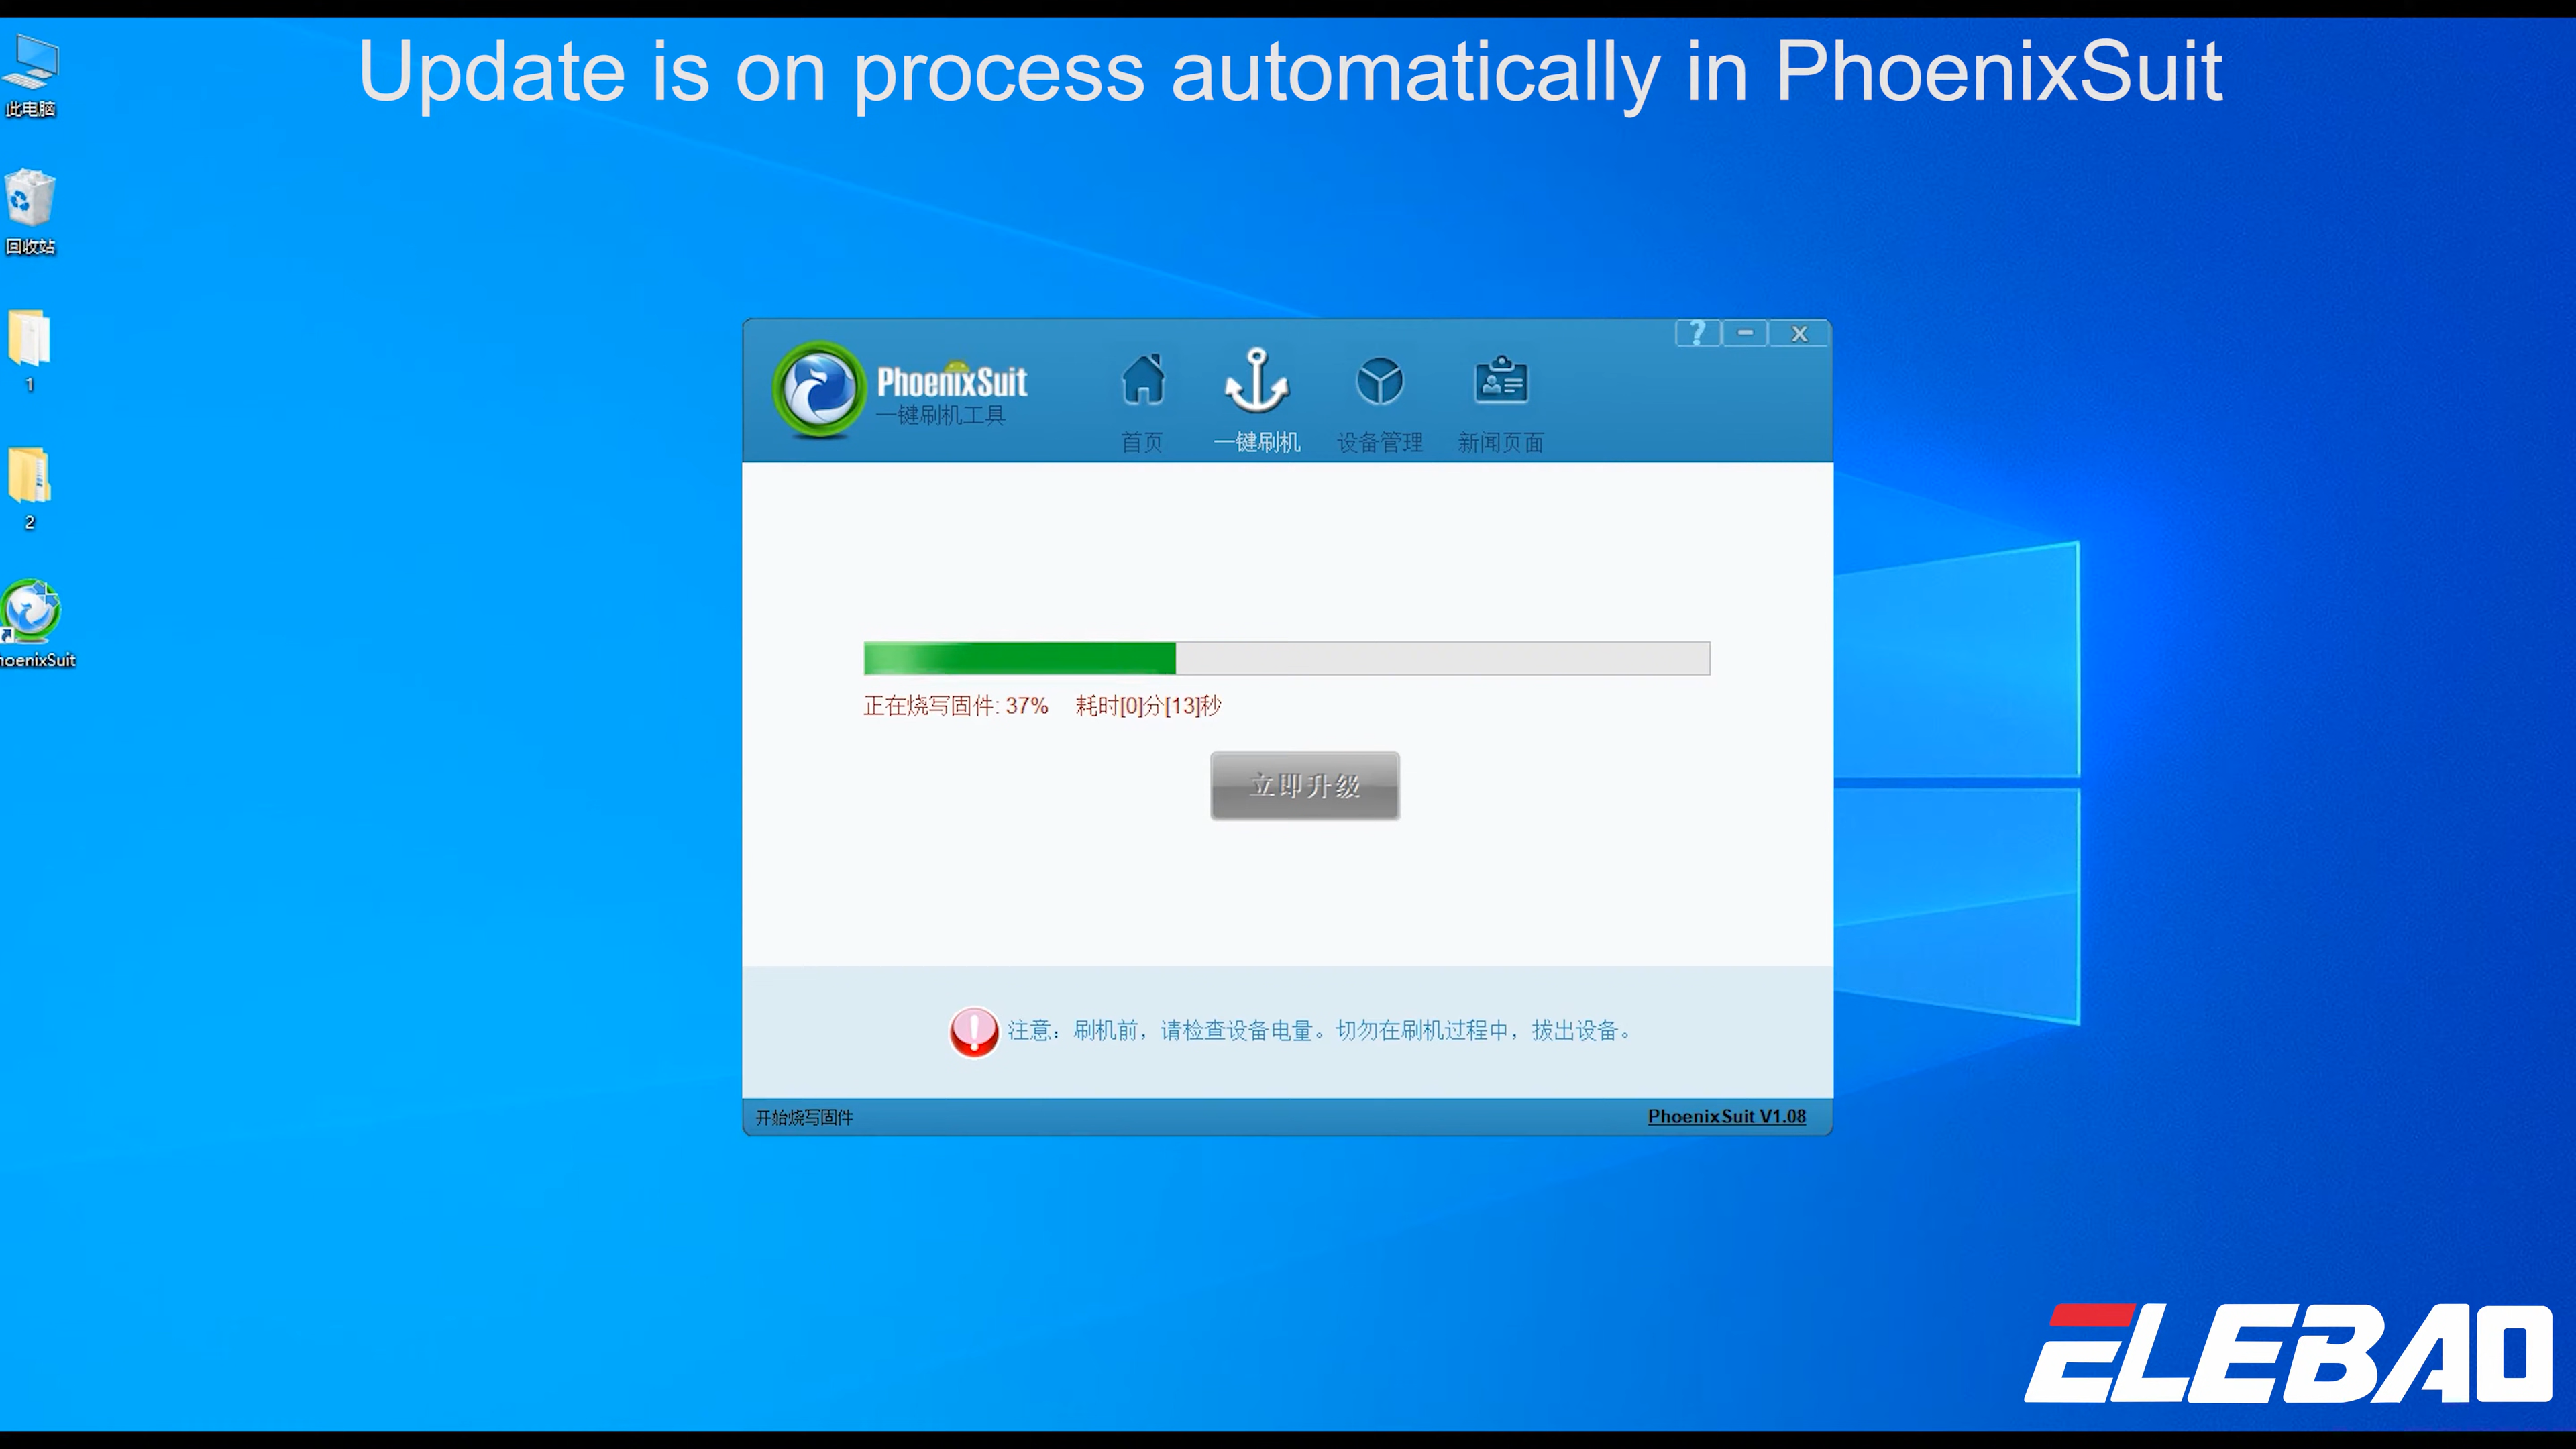 Update is on process automatically in PhoenixSuit
此电脑
回收站
1
2
hoenixSuit
PhoenixSuit
一键刷机工具
首页
一键刷机
设备管理
新闻页面
正在烧写固件: 37% 耗时[0]分[13]秒
立即升级
注意：刷机前，请检查设备电量。切勿在刷机过程中，拔出设备。
开始烧写固件
PhoenixSuit V1.08
ELEBAO